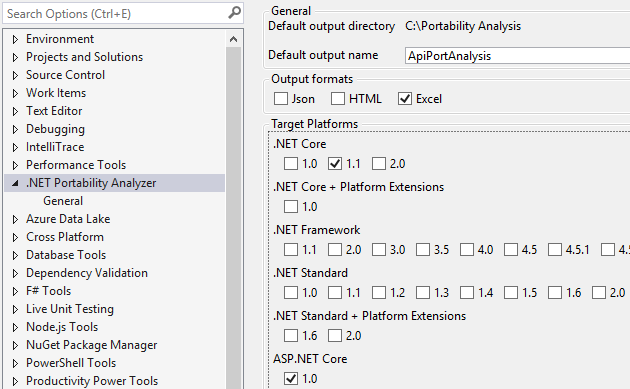 Search Options (Ctrl+E)
Environment
Projects and Solutions
Source Control
Work Items
Text Editor
Debugging
IntelliTrace
Performance Tools
.NET Portability Analyzer
General
Azure Data Lake
Cross Platform
Database Tools
Dependency Validation
F# Tools
Live Unit Testing
Node.js Tools
NuGet Package Manager
PowerShell Tools
Productivity Power Tools
General
Default output directory C:\Portability Analysis
Default output name ApiPortAnalysis
Output formats
Json HTML Excel
Target Platforms
.NET Core
1.0 1.1 2.0
.NET Core + Platform Extensions
1.0
.NET Framework
1.1 2.0 3.0 3.5 4.0 4.5 4.5.1
.NET Standard
1.0 1.1 1.2 1.3 1.4 1.5 1.6 2.0
.NET Standard + Platform Extensions
1.6 2.0
ASP.NET Core
1.0